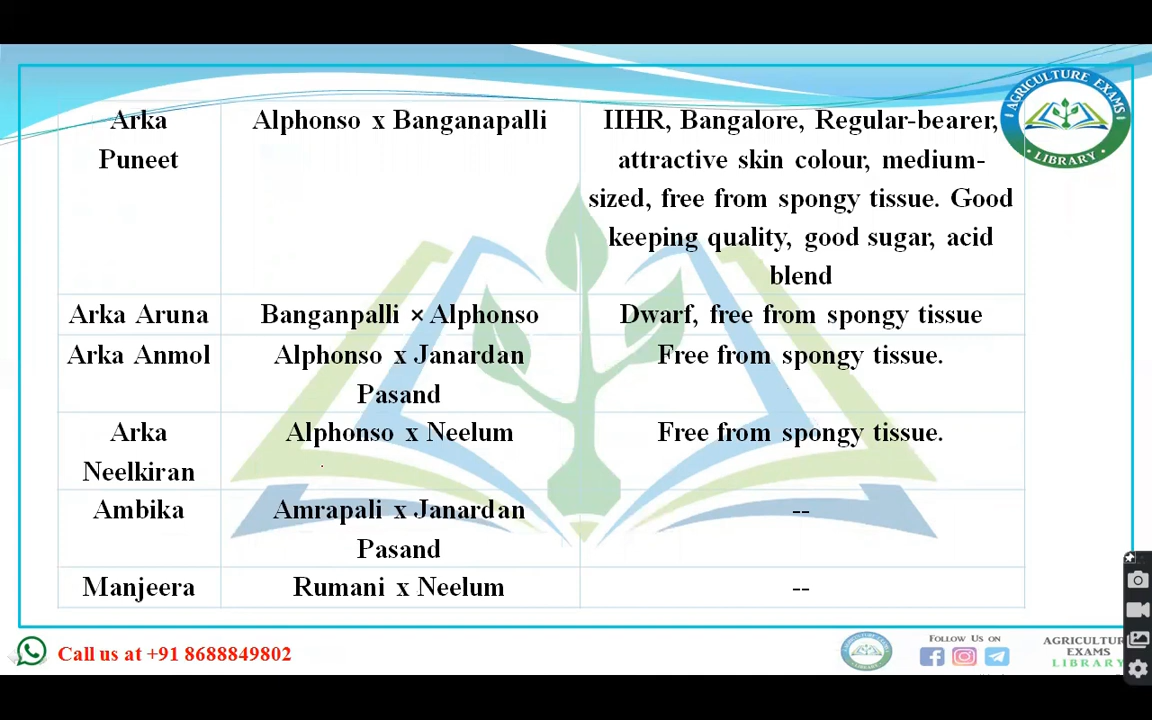 Arka Puneet
Alphonso x Banganapalli
IIHR, Bangalore, Regular-bearer,
attractive skin colour, medium-
sized, free from spongy tissue. Good
keeping quality, good sugar, acid
blend
Arka Aruna
Banganpalli × Alphonso
Dwarf, free from spongy tissue
Arka Anmol
Alphonso x Janardan
Pasand
Free from spongy tissue.
Arka
Neelkiran
Alphonso x Neelum
Free from spongy tissue.
Ambika
Amrapali x Janardan
Pasand
--
Manjeera
Rumani x Neelum
--
AGRICULTURE EXAMS
LIBRARY
Call us at +91 8688849802
FOLLOW US ON
AGRICULTUR
EXAMS
LIBRARY